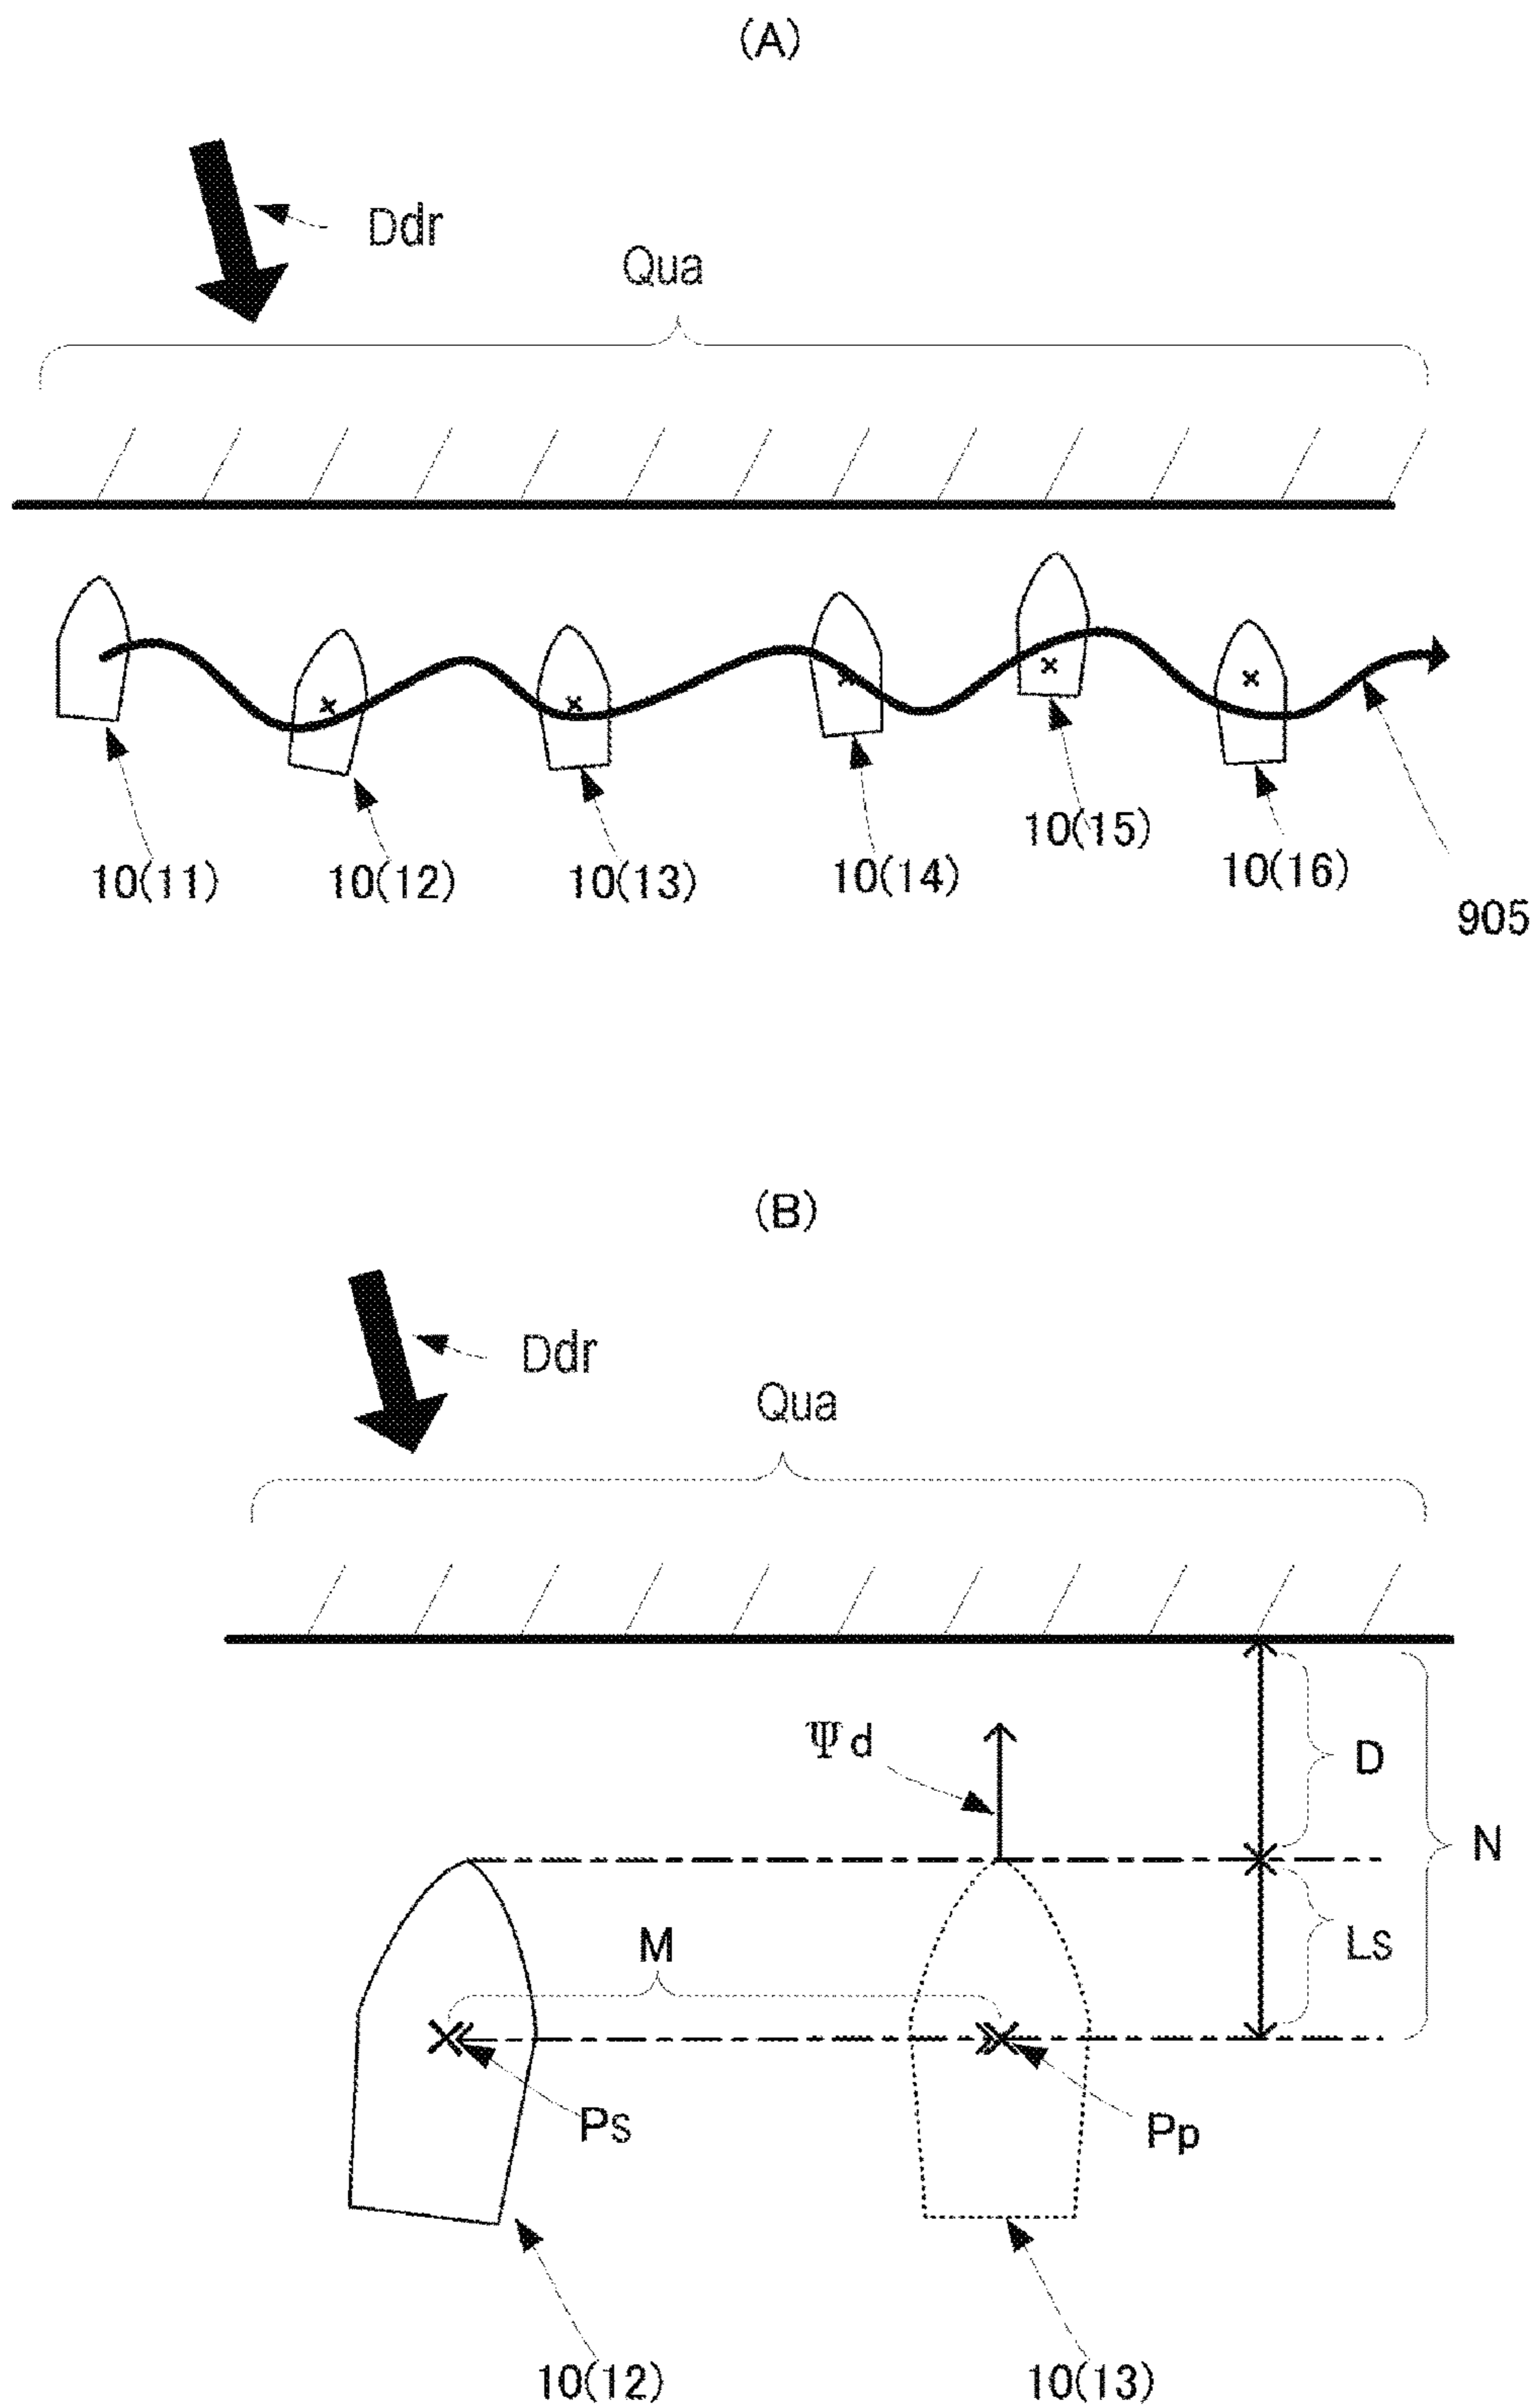 (A)
Ddr
Qua
10(11)
10(12)
10(13)
10(14)
10(15)
10(16)
905
(B)
Ddr
Qua
Ψd
D
N
M
Ls
Ps
Pp
10(12)
10(13)